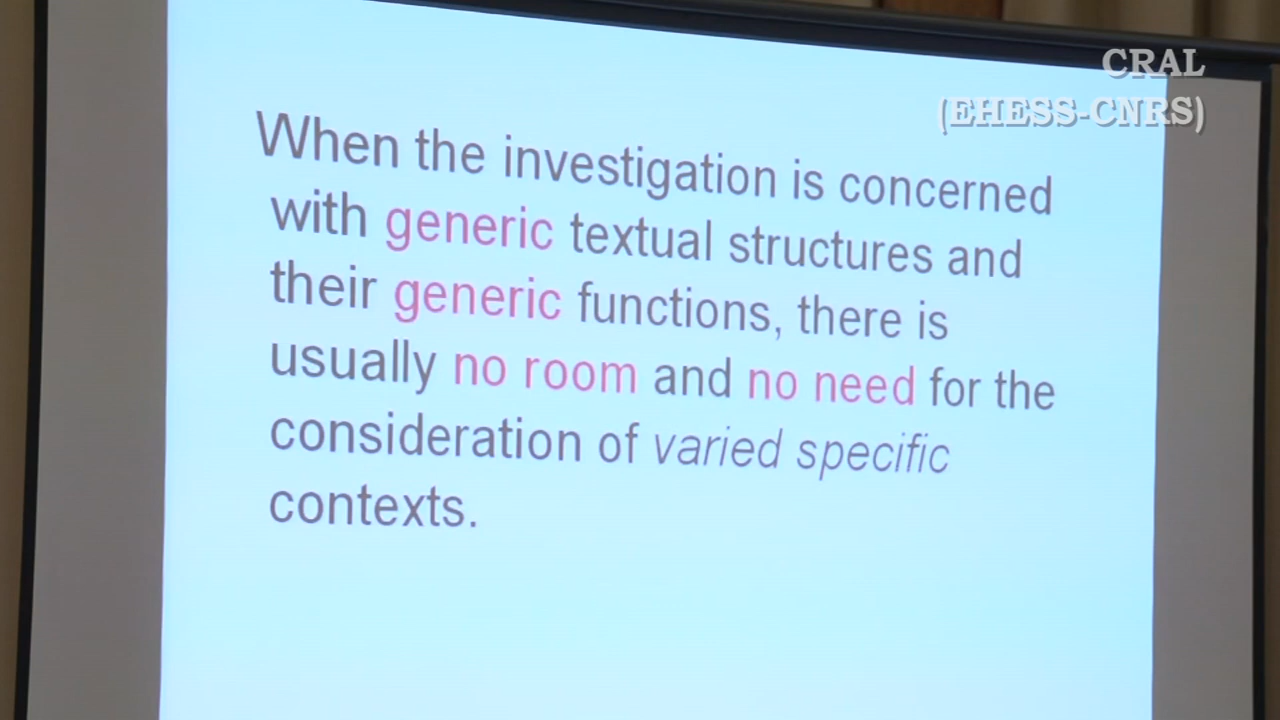 CRAL
(EHESS-CNRS)
When the investigation is concerned
with generic textual structures and
their generic functions, there is
usually no room and no need for the
consideration of varied specific
contexts.